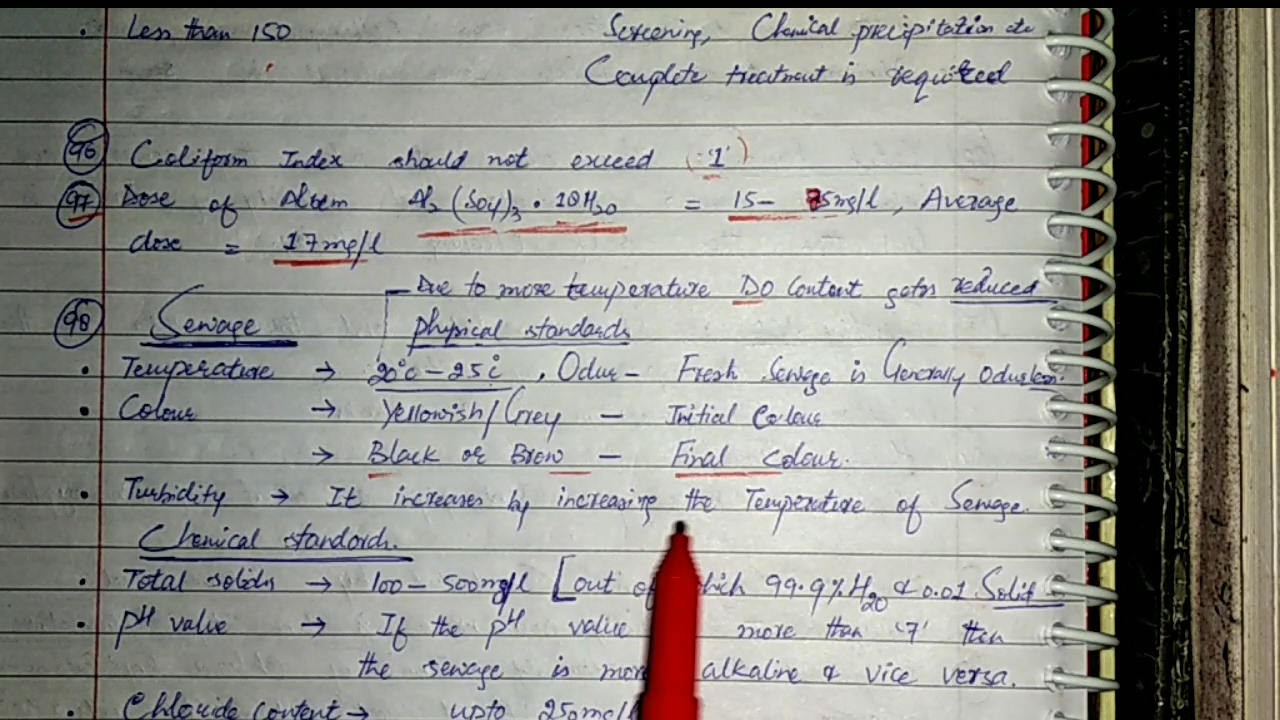 • Less than 150 Screening, Chemical precipitation etc
Complete treatment is required
96 Coliform Index should not exceed ('1')
97 Dose of Alum Al2 (SO4)3 • 18H2O = 15 - 25mg/l, Average
dose = 17mg/l
Due to more temperature DO Content gets reduced
98 Sewage physical standards
• Temperature → 20°c - 25c, Odur - Fresh Sewage is Generally Odusless.
• Colour → Yellowish/Grey - Initial Colour
→ Black or Brow - Final Colour.
• Turbidity → It increases by increasing the Temperature of Sewage.
Chemical standards.
• Total solids → 100 - 500mg/l [out of which 99.9% H2O & 0.01 Solid
• pH value → If the pH value more than '7' then
the sewage is more alkaline & vice versa.
• Chloride content → upto 250mg/l